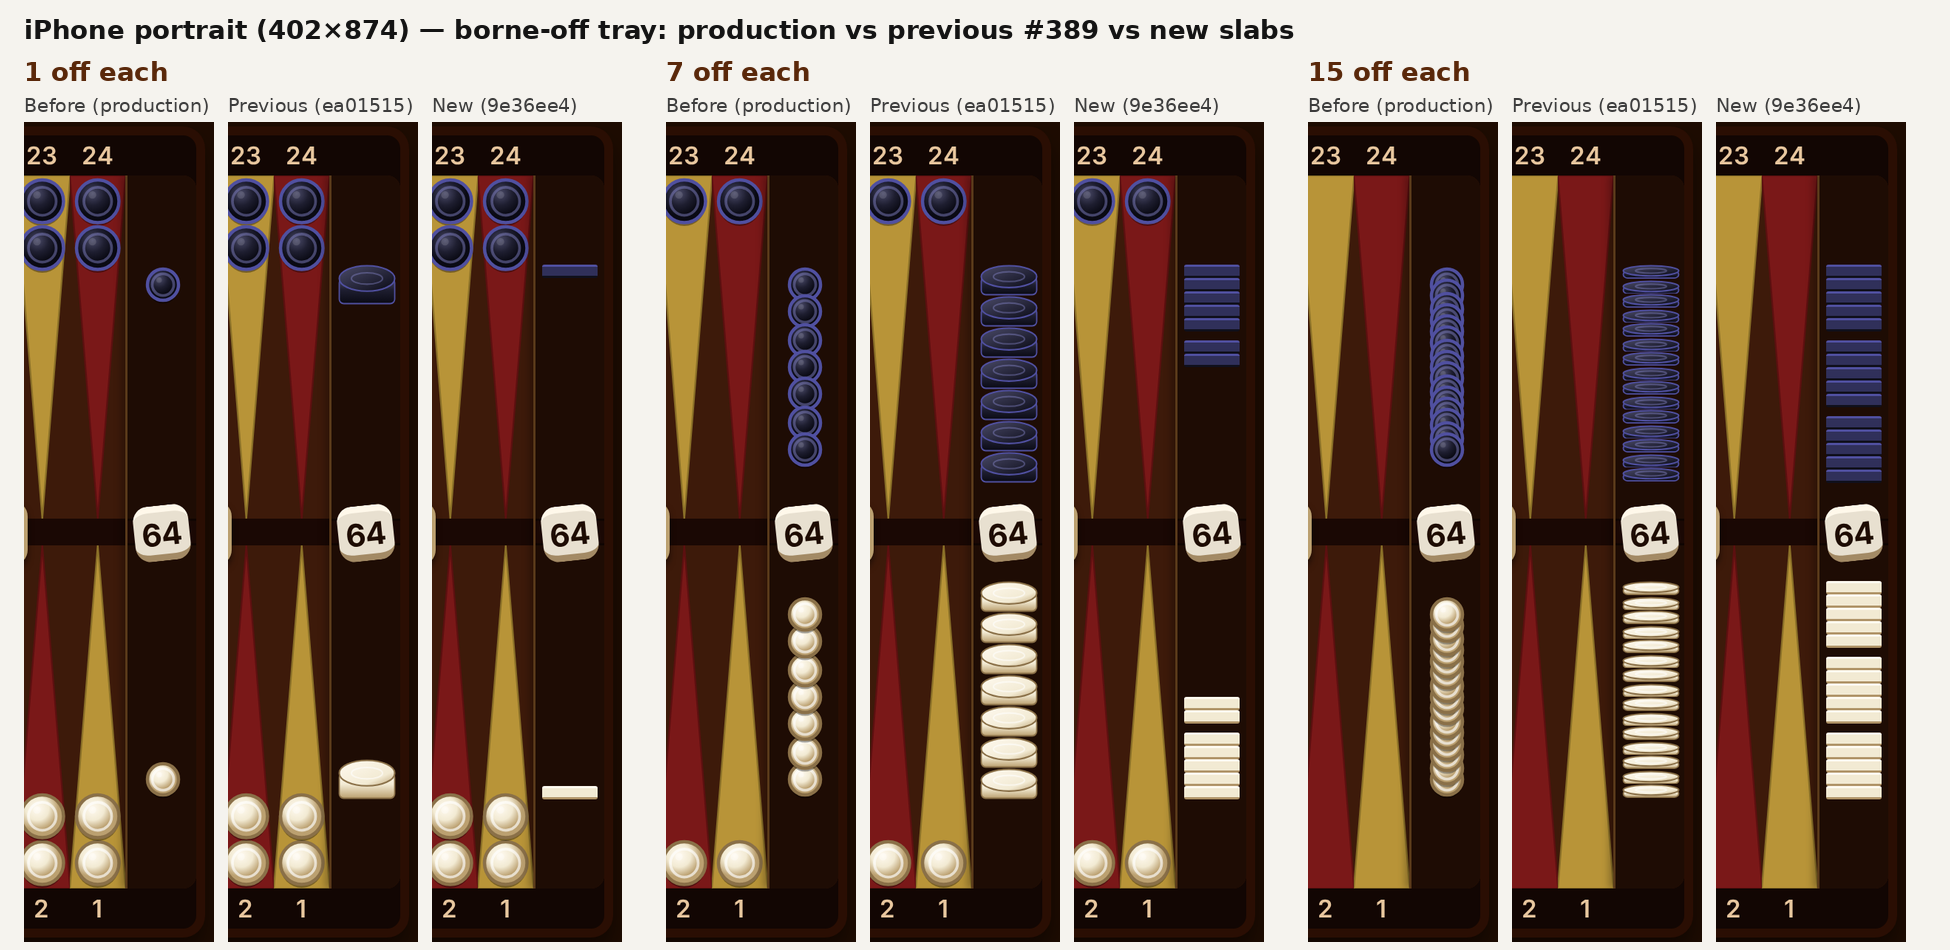 iPhone portrait (402×874) — borne-off tray: production vs previous #389 vs new slabs
1 off each 7 off each 15 off each
Before (production) Previous (ea01515) New (9e36ee4) Before (production) Previous (ea01515) New (9e36ee4) Before (production) Previous (ea01515) New (9e36ee4)
23 24 23 24 23 24 23 24 23 24 23 24 23 24 23 24 23 24
64 64 64 64 64 64 64 64 64
2 1 2 1 2 1 2 1 2 1 2 1 2 1 2 1 2 1